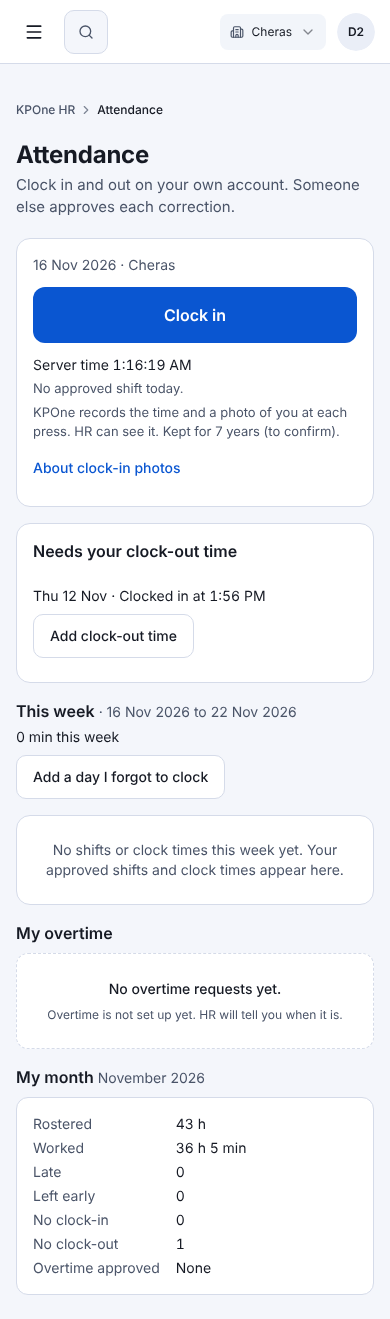 Cheras
D2
KPOne HR > Attendance
Attendance
Clock in and out on your own account. Someone
else approves each correction.
16 Nov 2026 · Cheras
Clock in
Server time 1:16:19 AM
No approved shift today.
KPOne records the time and a photo of you at each
press. HR can see it. Kept for 7 years (to confirm).
About clock-in photos
Needs your clock-out time
Thu 12 Nov · Clocked in at 1:56 PM
Add clock-out time
This week · 16 Nov 2026 to 22 Nov 2026
0 min this week
Add a day I forgot to clock
No shifts or clock times this week yet. Your
approved shifts and clock times appear here.
My overtime
No overtime requests yet.
Overtime is not set up yet. HR will tell you when it is.
My month November 2026
Rostered 43 h
Worked 36 h 5 min
Late 0
Left early 0
No clock-in 0
No clock-out 1
Overtime approved None